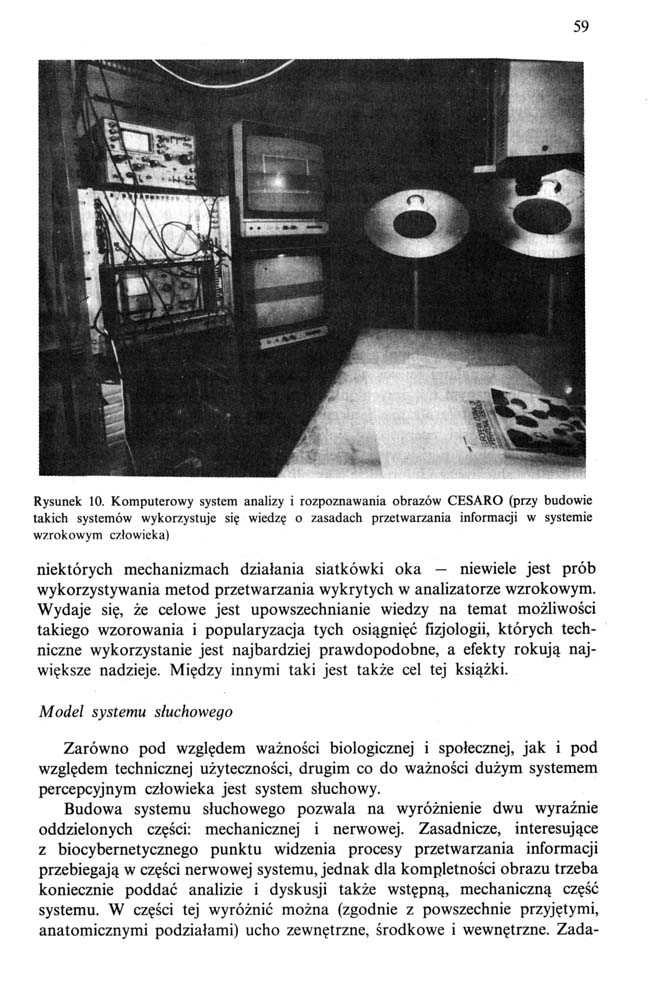 59
Rysunek 10. Komputerowy system analizy i rozpoznawania obrazów CESARO (przy budowie
takich systemów wykorzystuje się wiedzę o zasadach przetwarzania informacji w systemie
wzrokowym człowieka)
niektórych mechanizmach działania siatkówki oka — niewiele jest prób
wykorzystywania metod przetwarzania wykrytych w analizatorze wzrokowym.
Wydaje się, że celowe jest upowszechnianie wiedzy na temat możliwości
takiego wzorowania i popularyzacja tych osiągnięć fizjologii, których tech-
niczne wykorzystanie jest najbardziej prawdopodobne, a efekty rokują naj-
większe nadzieje. Między innymi taki jest także cel tej książki.
Model systemu słuchowego
Zarówno pod względem ważności biologicznej i społecznej, jak i pod
względem technicznej użyteczności, drugim co do ważności dużym systemem
percepcyjnym człowieka jest system słuchowy.
Budowa systemu słuchowego pozwala na wyróżnienie dwu wyraźnie
oddzielonych części: mechanicznej i nerwowej. Zasadnicze, interesujące
z biocybernetycznego punktu widzenia procesy przetwarzania informacji
przebiegają w części nerwowej systemu, jednak dla kompletności obrazu trzeba
koniecznie poddać analizie i dyskusji także wstępną, mechaniczną część
systemu. W części tej wyróżnić można (zgodnie z powszechnie przyjętymi,
anatomicznymi podziałami) ucho zewnętrzne, środkowe i wewnętrzne. Zada-